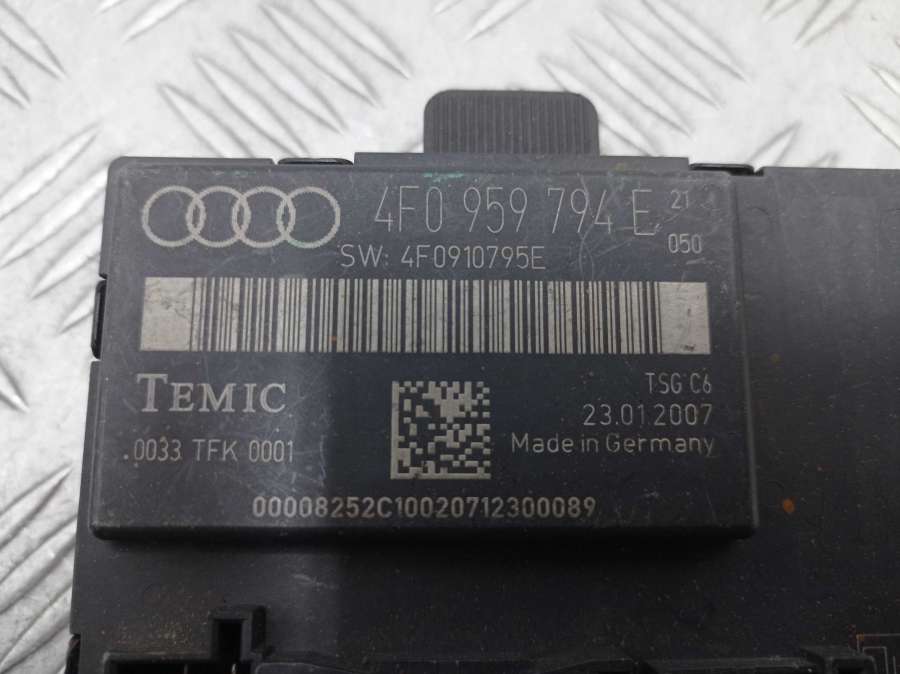 4F0 959 794 E 21
050
SW: 4F0910795E
TEMIC
TSG C6
23.01.2007
.0033 TFK 0001
Made in Germany
00008252C10020712300089